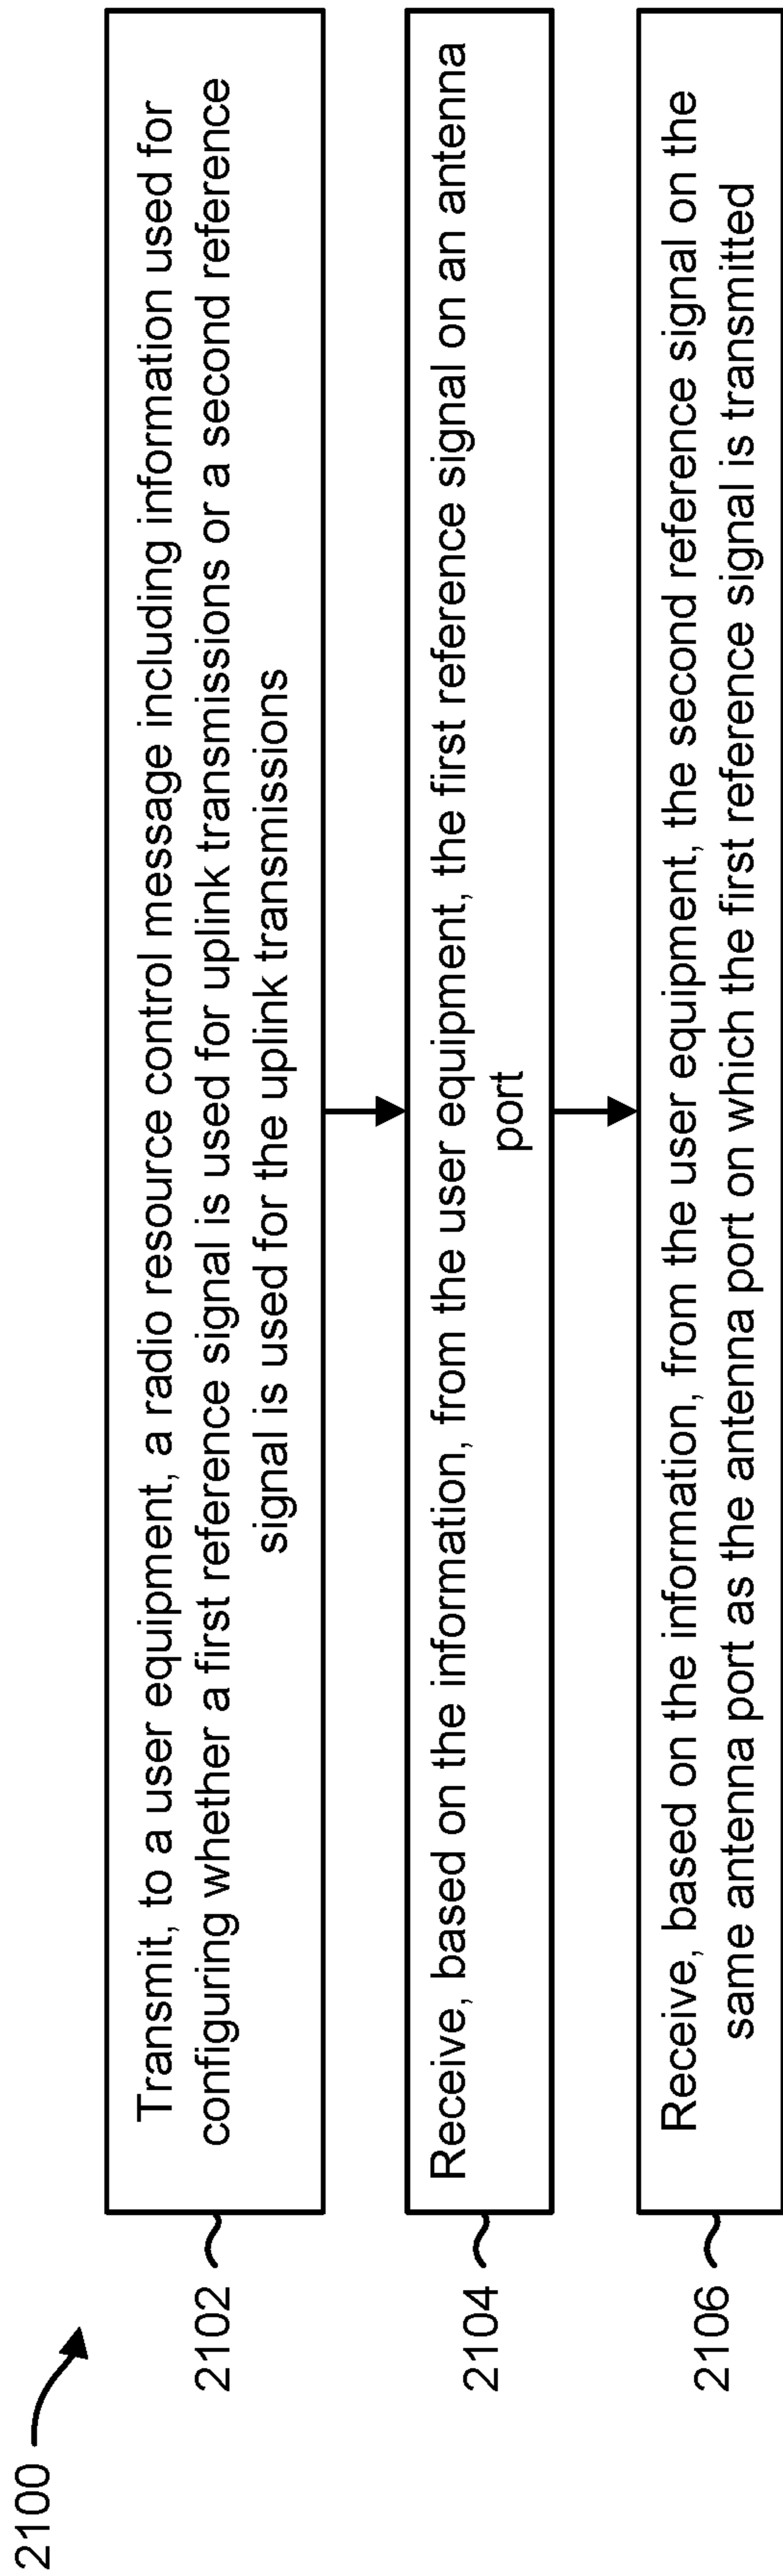 2100
2102
Transmit, to a user equipment, a radio resource control message including information used for
configuring whether a first reference signal is used for uplink transmissions or a second reference
signal is used for the uplink transmissions
2104
Receive, based on the information, from the user equipment, the first reference signal on an antenna
port
2106
Receive, based on the information, from the user equipment, the second reference signal on the
same antenna port as the antenna port on which the first reference signal is transmitted